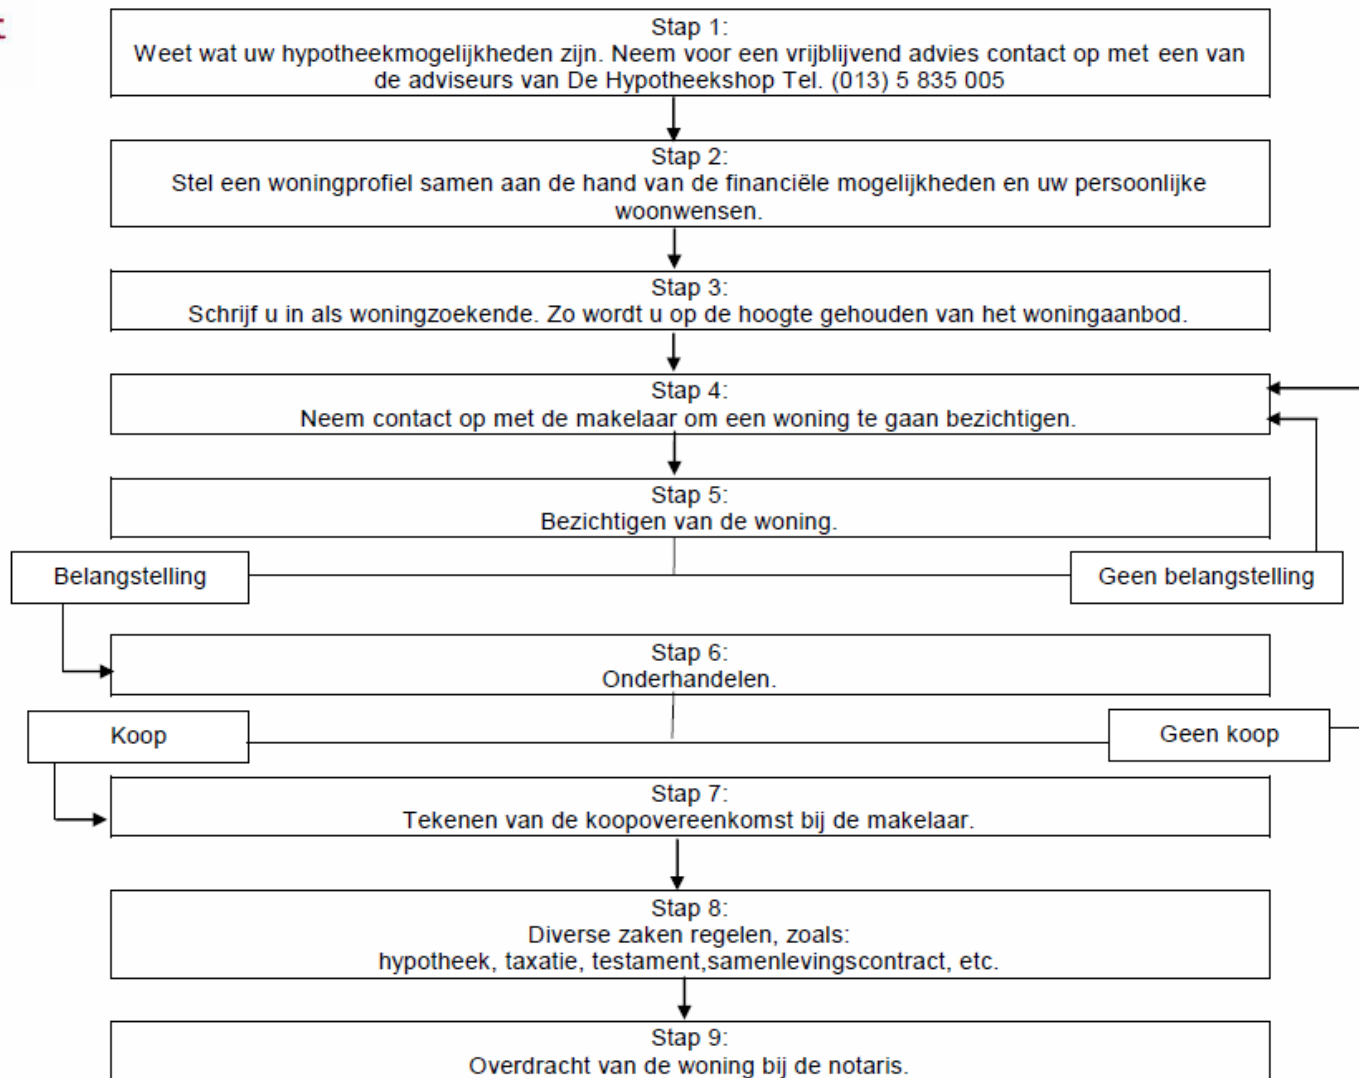 Stap 1:
Weet wat uw hypotheekmogelijkheden zijn. Neem voor een vrijblijvend advies contact op met een van
de adviseurs van De Hypotheekshop Tel. (013) 5 835 005
Stap 2:
Stel een woningprofiel samen aan de hand van de financiële mogelijkheden en uw persoonlijke
woonwensen.
Stap 3:
Schrijf u in als woningzoekende. Zo wordt u op de hoogte gehouden van het woningaanbod.
Stap 4:
Neem contact op met de makelaar om een woning te gaan bezichtigen.
Stap 5:
Bezichtigen van de woning.
Belangstelling
Geen belangstelling
Stap 6:
Onderhandelen.
Koop
Geen koop
Stap 7:
Tekenen van de koopovereenkomst bij de makelaar.
Stap 8:
Diverse zaken regelen, zoals:
hypotheek, taxatie, testament,samenlevingscontract, etc.
Stap 9:
Overdracht van de woning bij de notaris.